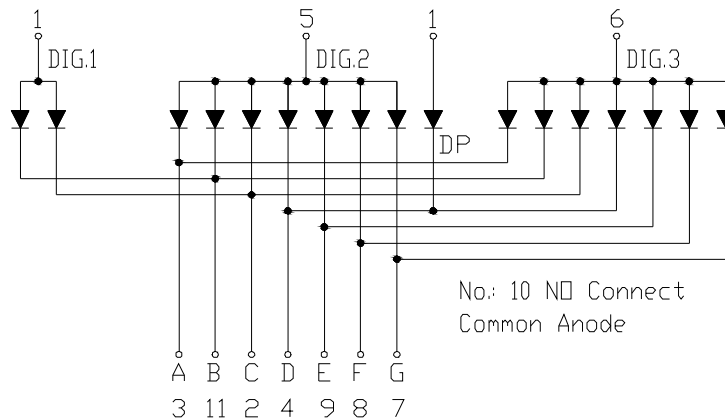 1 5 1 6
DIG.1 DIG.2 DIG.3
DP
No.: 10 NO Connect
Common Anode
A B C D E F G
3 11 2 4 9 8 7